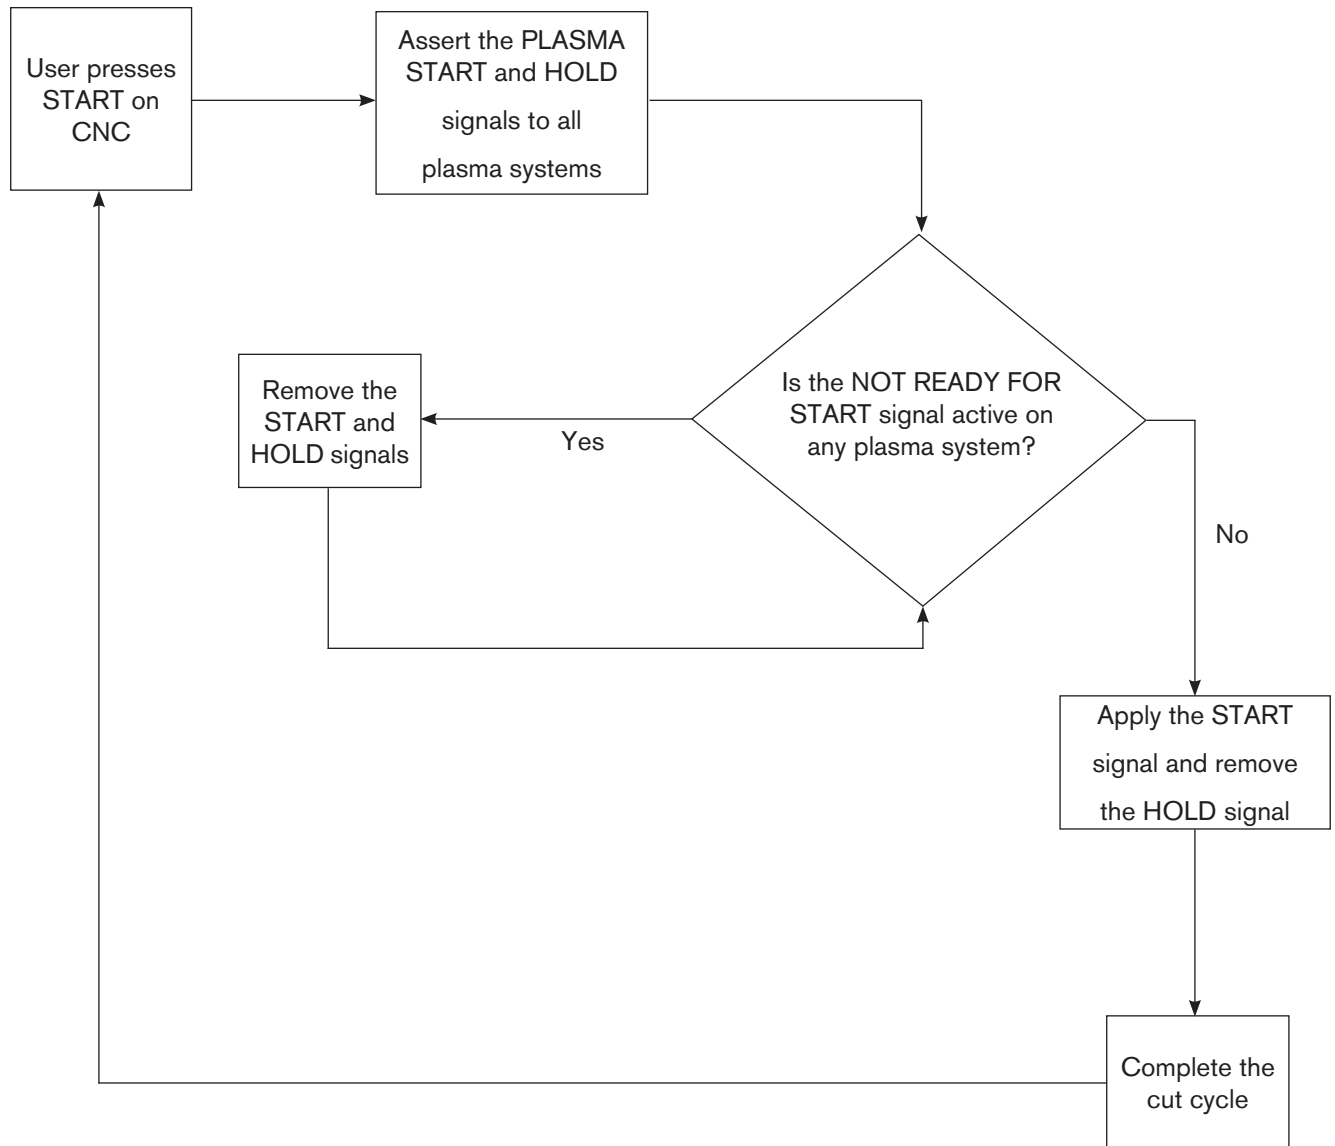 User presses
START on
CNC
Assert the PLASMA
START and HOLD
signals to all
plasma systems
Is the NOT READY FOR
START signal active on
any plasma system?
Yes
Remove the
START and
HOLD signals
No
Apply the START
signal and remove
the HOLD signal
Complete the
cut cycle